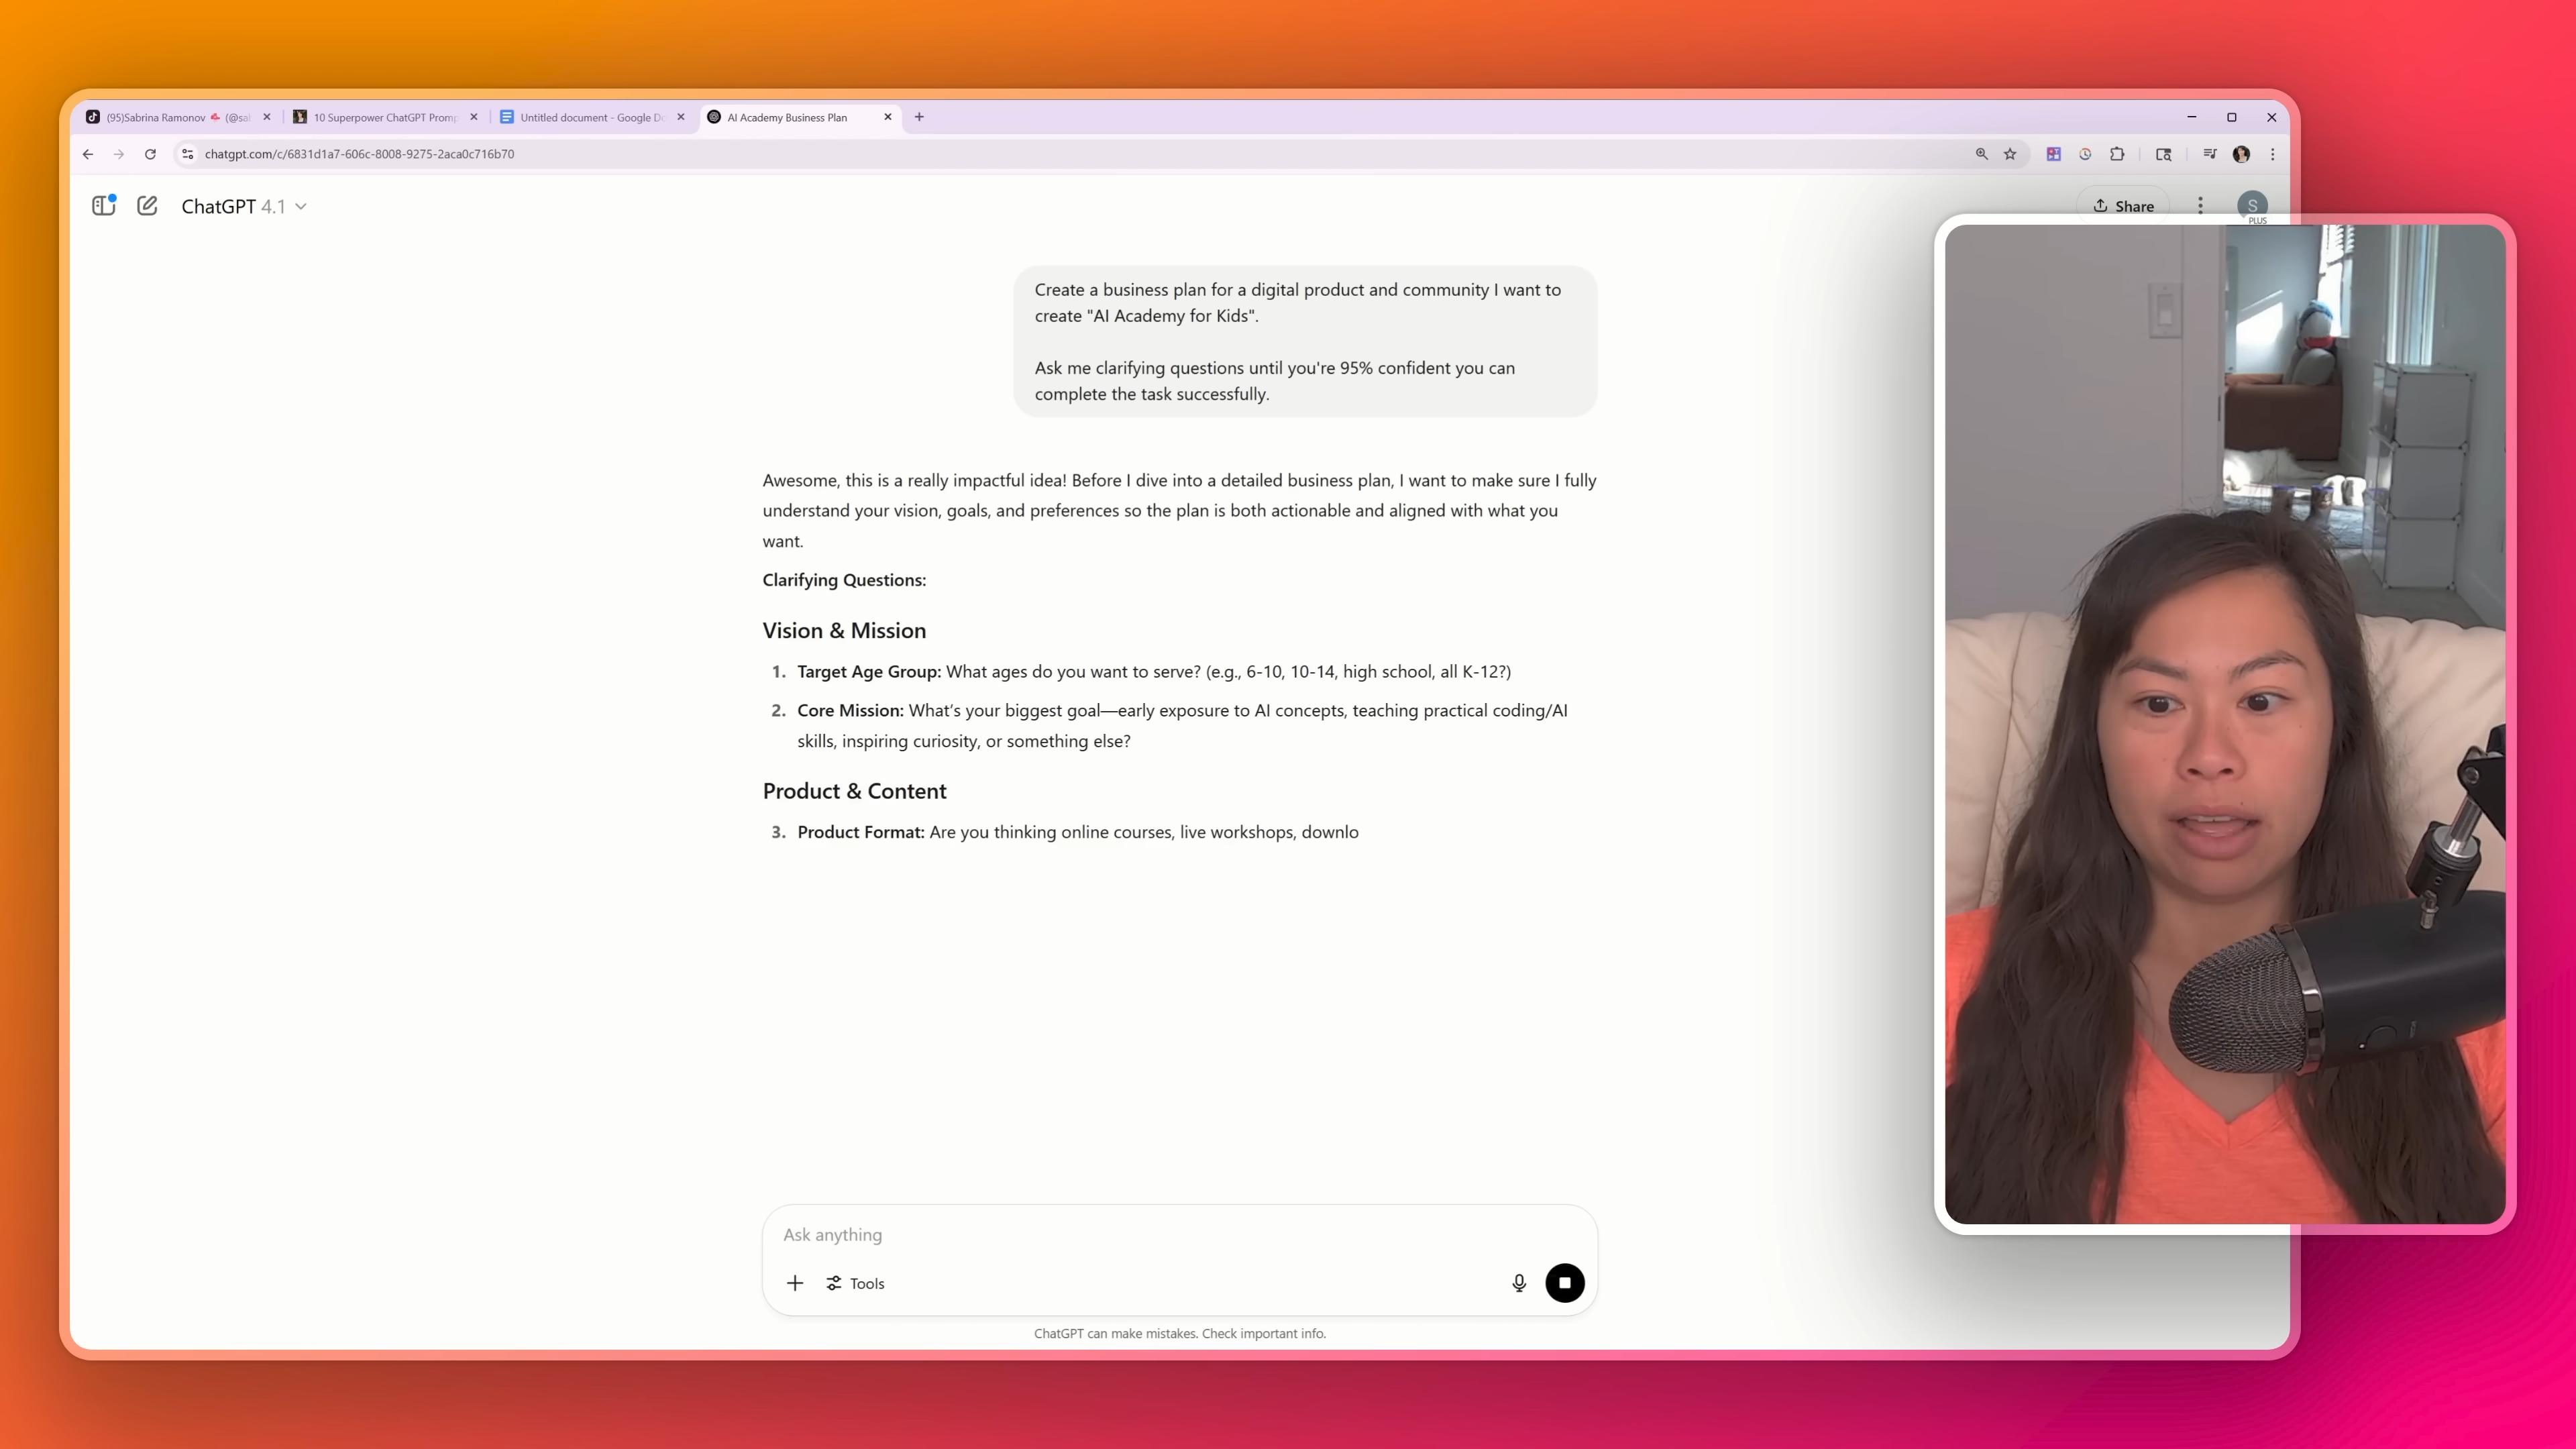 (95)Sabrina Ramonov
10 Superpower ChatGPT Promp
Untitled document - Google Do
AI Academy Business Plan
chatgpt.com/c/6831d1a7-606c-8008-9275-2aca0c716b70
ChatGPT 4.1
Share
S
PLUS
Create a business plan for a digital product and community I want to
create "AI Academy for Kids".
Ask me clarifying questions until you're 95% confident you can
complete the task successfully.
Awesome, this is a really impactful idea! Before I dive into a detailed business plan, I want to make sure I fully
understand your vision, goals, and preferences so the plan is both actionable and aligned with what you
want.
Clarifying Questions:
Vision & Mission
1. Target Age Group: What ages do you want to serve? (e.g., 6-10, 10-14, high school, all K-12?)
2. Core Mission: What's your biggest goal—early exposure to AI concepts, teaching practical coding/AI
skills, inspiring curiosity, or something else?
Product & Content
3. Product Format: Are you thinking online courses, live workshops, downlo
Ask anything
Tools
ChatGPT can make mistakes. Check important info.